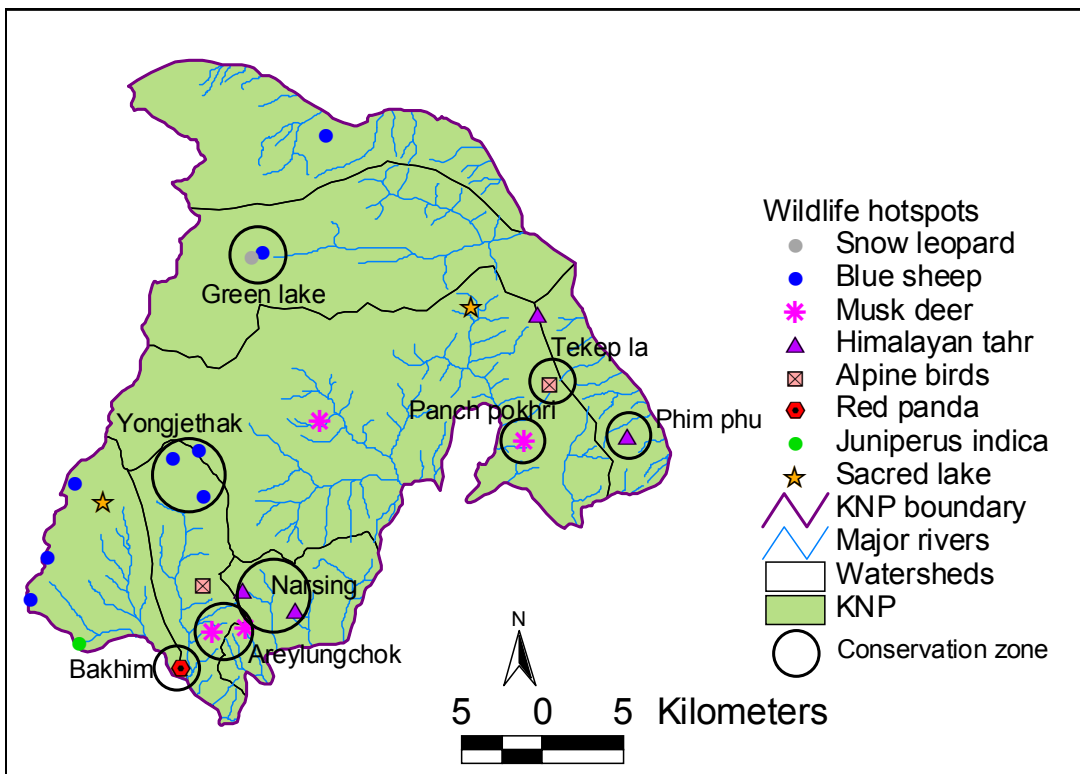 Green lake
Tekep la
Panch pokhri
Phim phu
Yongjethak
Narsing
Areylungchok
Bakhim
Wildlife hotspots
Snow leopard
Blue sheep
Musk deer
Himalayan tahr
Alpine birds
Red panda
Juniperus indica
Sacred lake
KNP boundary
Major rivers
Watersheds
KNP
Conservation zone
N
5 0 5 Kilometers